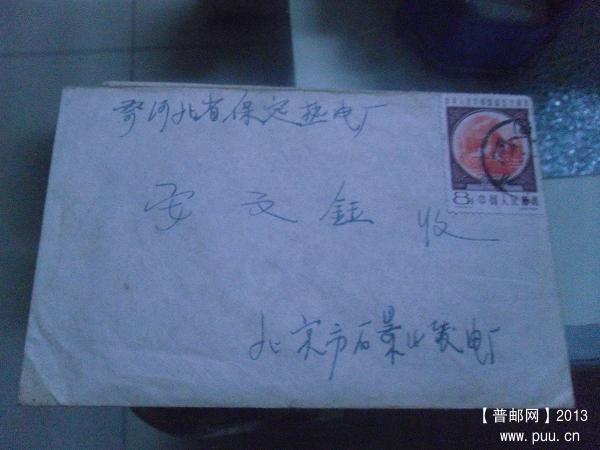 寄河北省保定热电厂
安文钰 收
北京市石景山发电厂
8分 中国人民邮政
【普邮网】2013
www.puu.cn